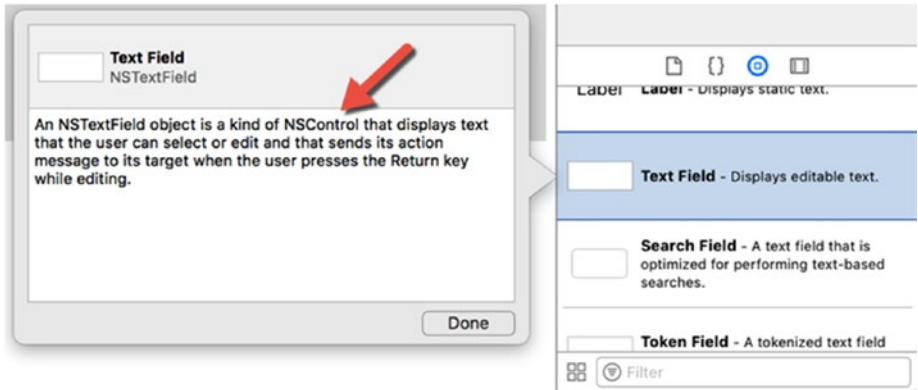 Text Field
NSTextField
An NSTextField object is a kind of NSControl that displays text
that the user can select or edit and that sends its action
message to its target when the user presses the Return key
while editing.
Done
{}
Label Label - Displays static text.
Text Field - Displays editable text.
Search Field - A text field that is
optimized for performing text-based
searches.
Token Field - A tokenized text field
Filter